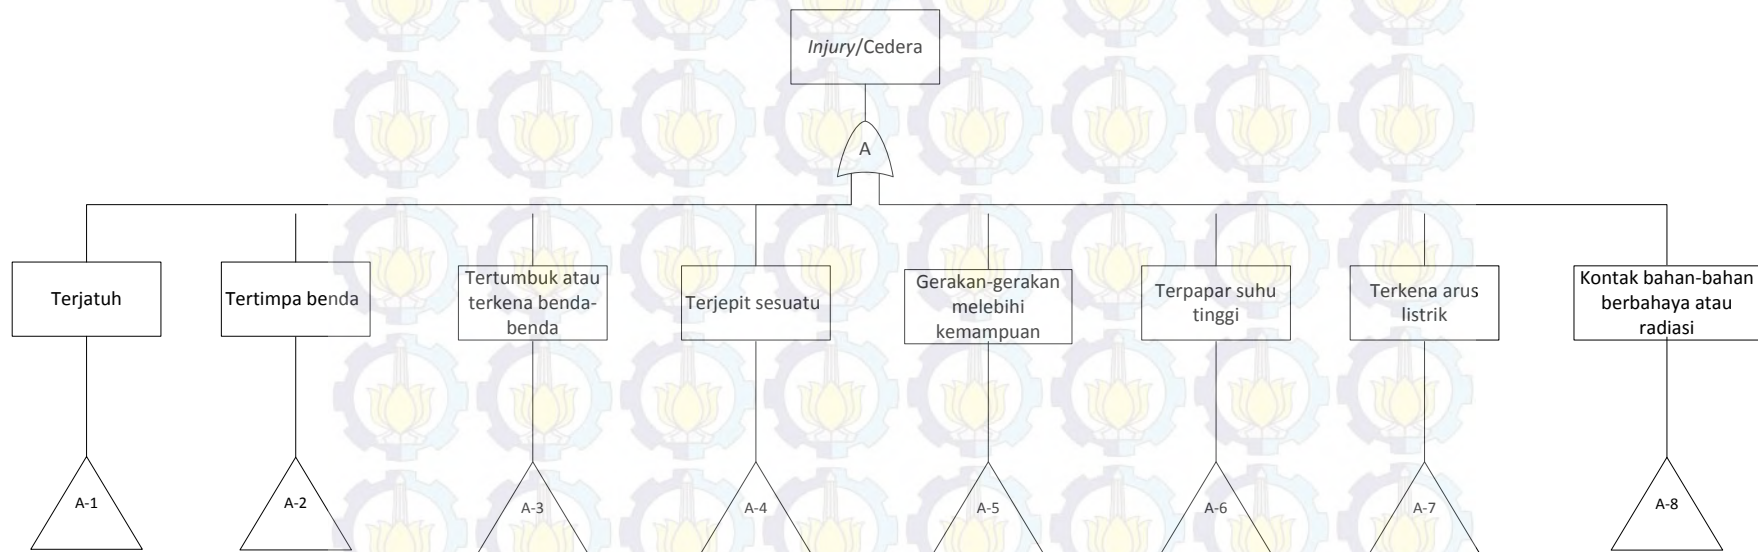 Injury/Cedera
A
Terjatuh
Tertimpa benda
Tertumbuk atau
terkena benda-
benda
Terjepit sesuatu
Gerakan-gerakan
melebihi
kemampuan
Terpapar suhu
tinggi
Terkena arus
listrik
Kontak bahan-bahan
berbahaya atau
radiasi
A-1
A-2
A-3
A-4
A-5
A-6
A-7
A-8